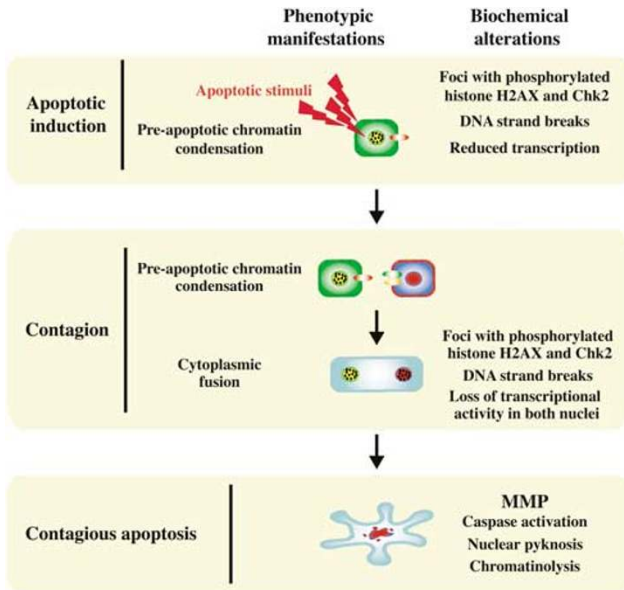 Phenotypic
manifestations
Biochemical
alterations
Apoptotic
induction
Apoptotic stimuli
Pre-apoptotic chromatin
condensation
Foci with phosphorylated
histone H2AX and Chk2
DNA strand breaks
Reduced transcription
Contagion
Pre-apoptotic chromatin
condensation
Cytoplasmic
fusion
Foci with phosphorylated
histone H2AX and Chk2
DNA strand breaks
Loss of transcriptional
activity in both nuclei
Contagious apoptosis
MMP
Caspase activation
Nuclear pyknosis
Chromatinolysis